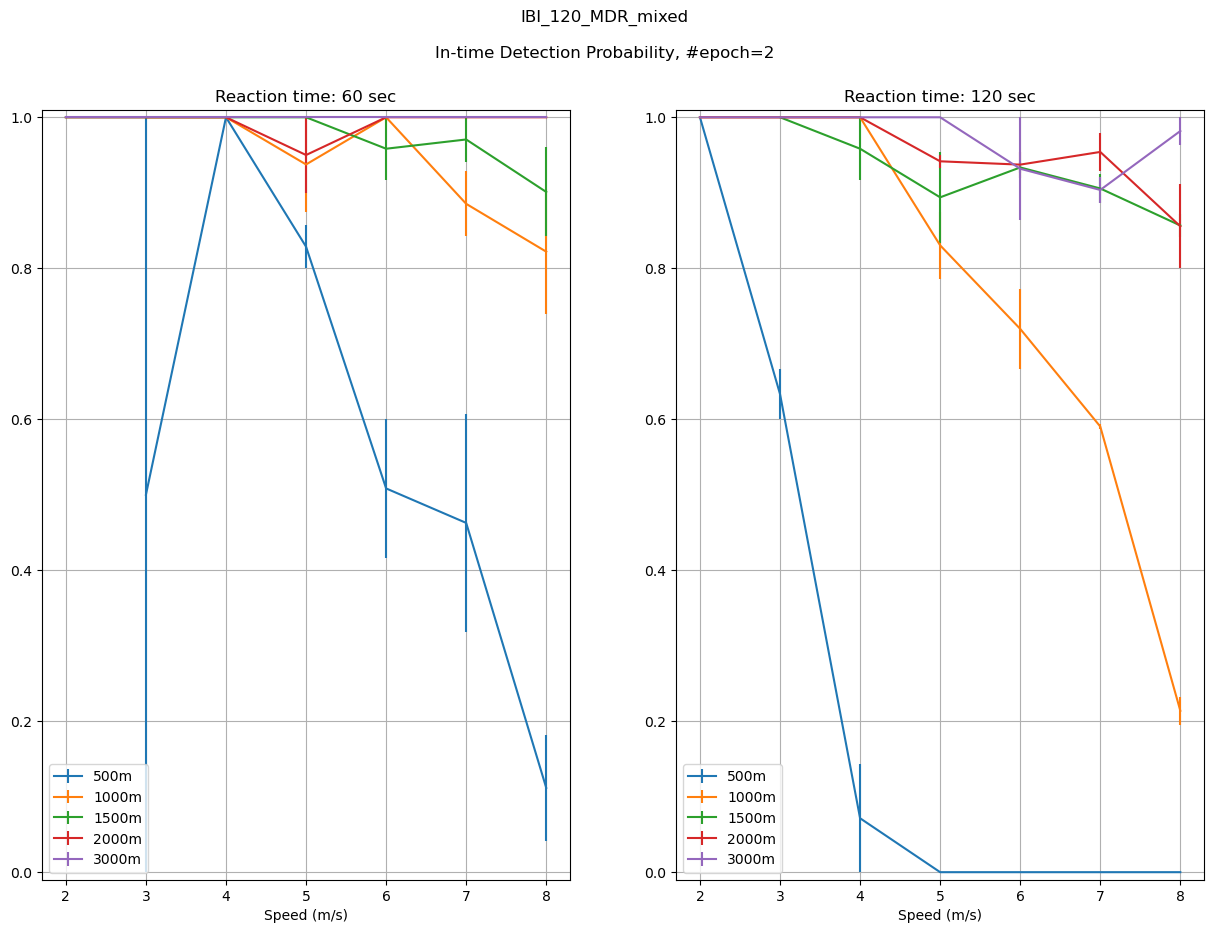 IBI_120_MDR_mixed
In-time Detection Probability, #epoch=2
Reaction time: 60 sec
1.0
0.8
0.6
0.4
0.2
0.0
500m
1000m
1500m
2000m
3000m
2 3 4 5 6 7 8
Speed (m/s)
Reaction time: 120 sec
1.0
0.8
0.6
0.4
0.2
0.0
500m
1000m
1500m
2000m
3000m
2 3 4 5 6 7 8
Speed (m/s)